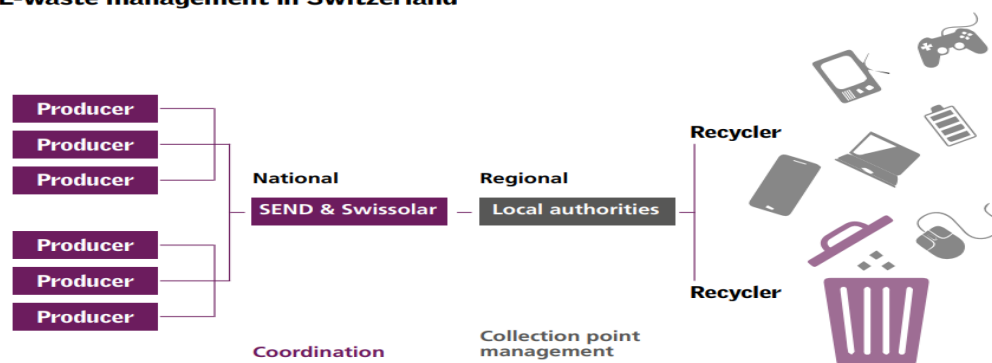 E-waste management in Switzerland
Producer
Producer
Producer
Producer
Producer
Producer
National
SEND & Swissolar
Coordination
Regional
Local authorities
Collection point
management
Recycler
Recycler